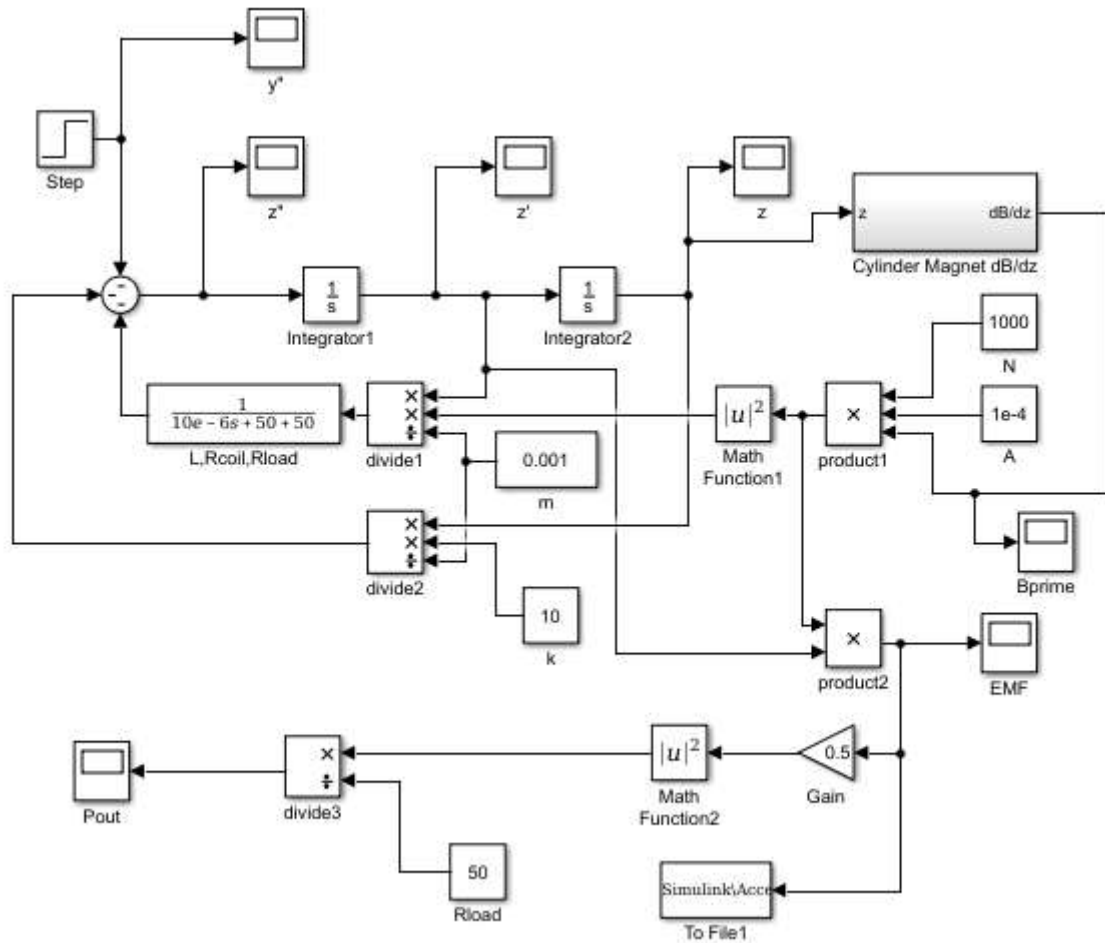 y"
Step
z"
z'
z
z
dB/dz
Cylinder Magnet dB/dz
1
s
Integrator1
1
s
Integrator2
1000
N
1
10e − 6s + 50 + 50
L,Rcoil,Rload
×
×
÷
divide1
|u|²
Math
Function1
×
product1
1e-4
A
0.001
m
×
×
÷
divide2
Bprime
10
k
×
product2
EMF
Pout
×
÷
divide3
|u|²
Math
Function2
0.5
Gain
50
Rload
Simulink\Acce
To File1